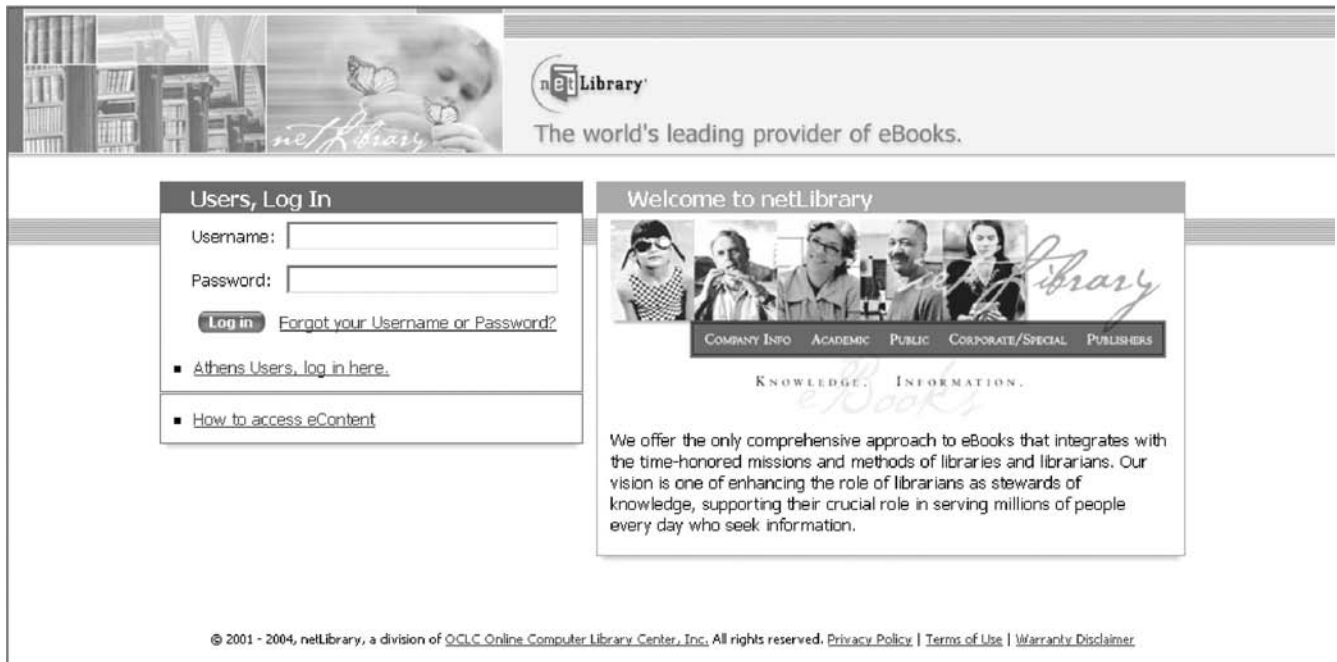 net Library
netLibrary
The world's leading provider of eBooks.
Users, Log In
Username:
Password:
Log in Forgot your Username or Password?
Athens Users, log in here.
How to access eContent
Welcome to netLibrary
net Library
COMPANY INFO ACADEMIC PUBLIC CORPORATE/SPECIAL PUBLISHERS
KNOWLEDGE. INFORMATION.
eBooks
We offer the only comprehensive approach to eBooks that integrates with
the time-honored missions and methods of libraries and librarians. Our
vision is one of enhancing the role of librarians as stewards of
knowledge, supporting their crucial role in serving millions of people
every day who seek information.
© 2001 - 2004, netLibrary, a division of OCLC Online Computer Library Center, Inc. All rights reserved. Privacy Policy | Terms of Use | Warranty Disclaimer